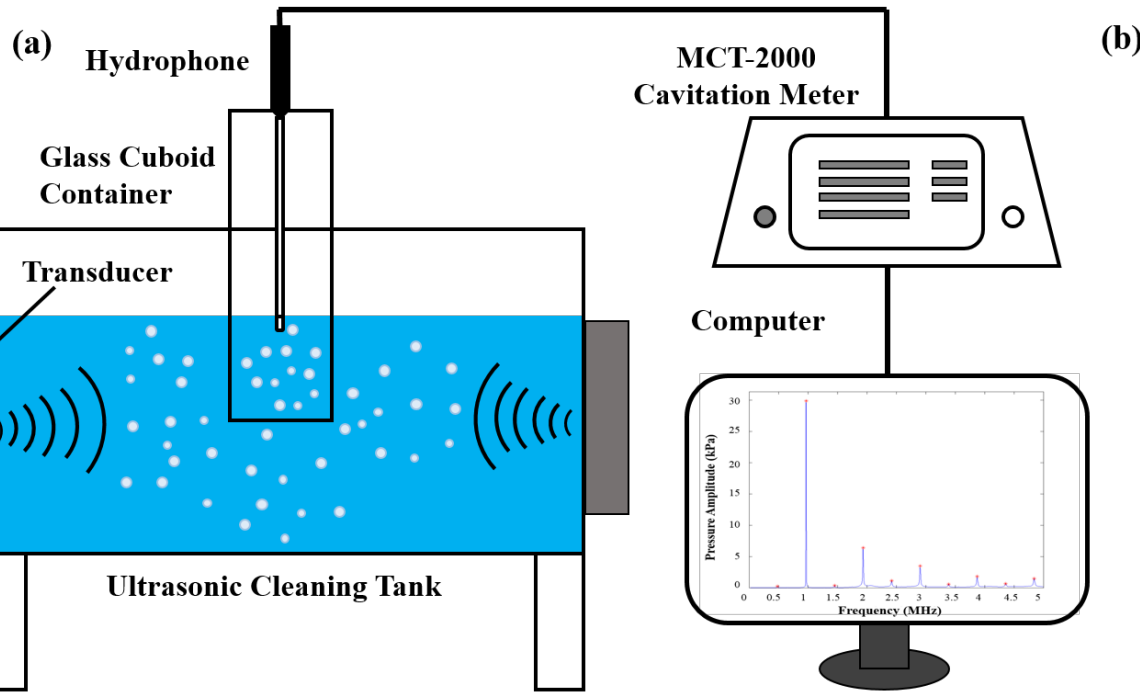 (a)
(b)
Hydrophone
MCT-2000
Cavitation Meter
Glass Cuboid
Container
Transducer
Computer
30
25
20
15
10
5
0
Pressure Amplitude (kPa)
0 0.5 1 1.5 2 2.5 3 3.5 4 4.5 5
Frequency (MHz)
Ultrasonic Cleaning Tank